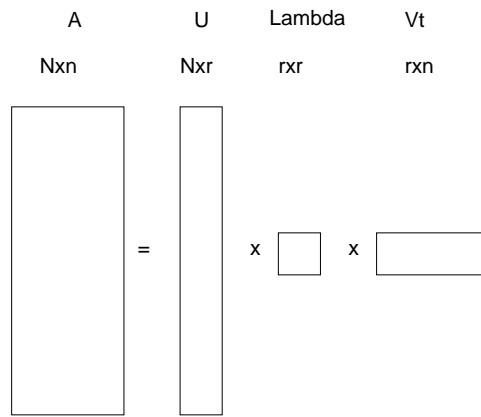 A U Lambda Vt
Nxn Nxr rxr rxn
= x x